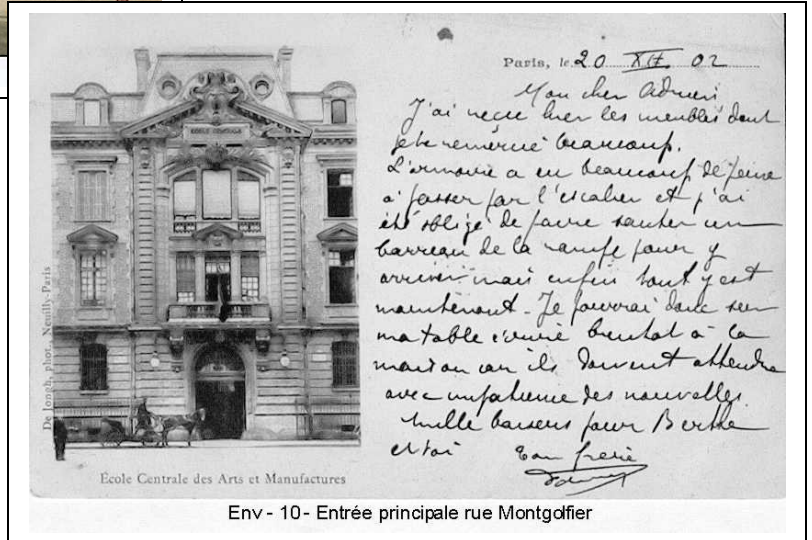 Paris, le 20 XII 02
Mon cher Adrien
J'ai reçu hier les meubles dont
je te remercie beaucoup.
L'armoire a eu beaucoup de peine
à passer par l'escalier et j'ai
été obligé de faire sauter un
barreau de la rampe pour y
arriver mais enfin tout y est
maintenant. Je pourrai donc sur
ma table écrire bientôt à la
maison car ils doivent attendre
avec impatience des nouvelles.
Mille baisers pour Berthe
et toi Ton frère
ECOLE CENTRALE
De Jongh, phot., Neuilly-Paris
École Centrale des Arts et Manufactures
Env - 10 - Entrée principale rue Montgolfier